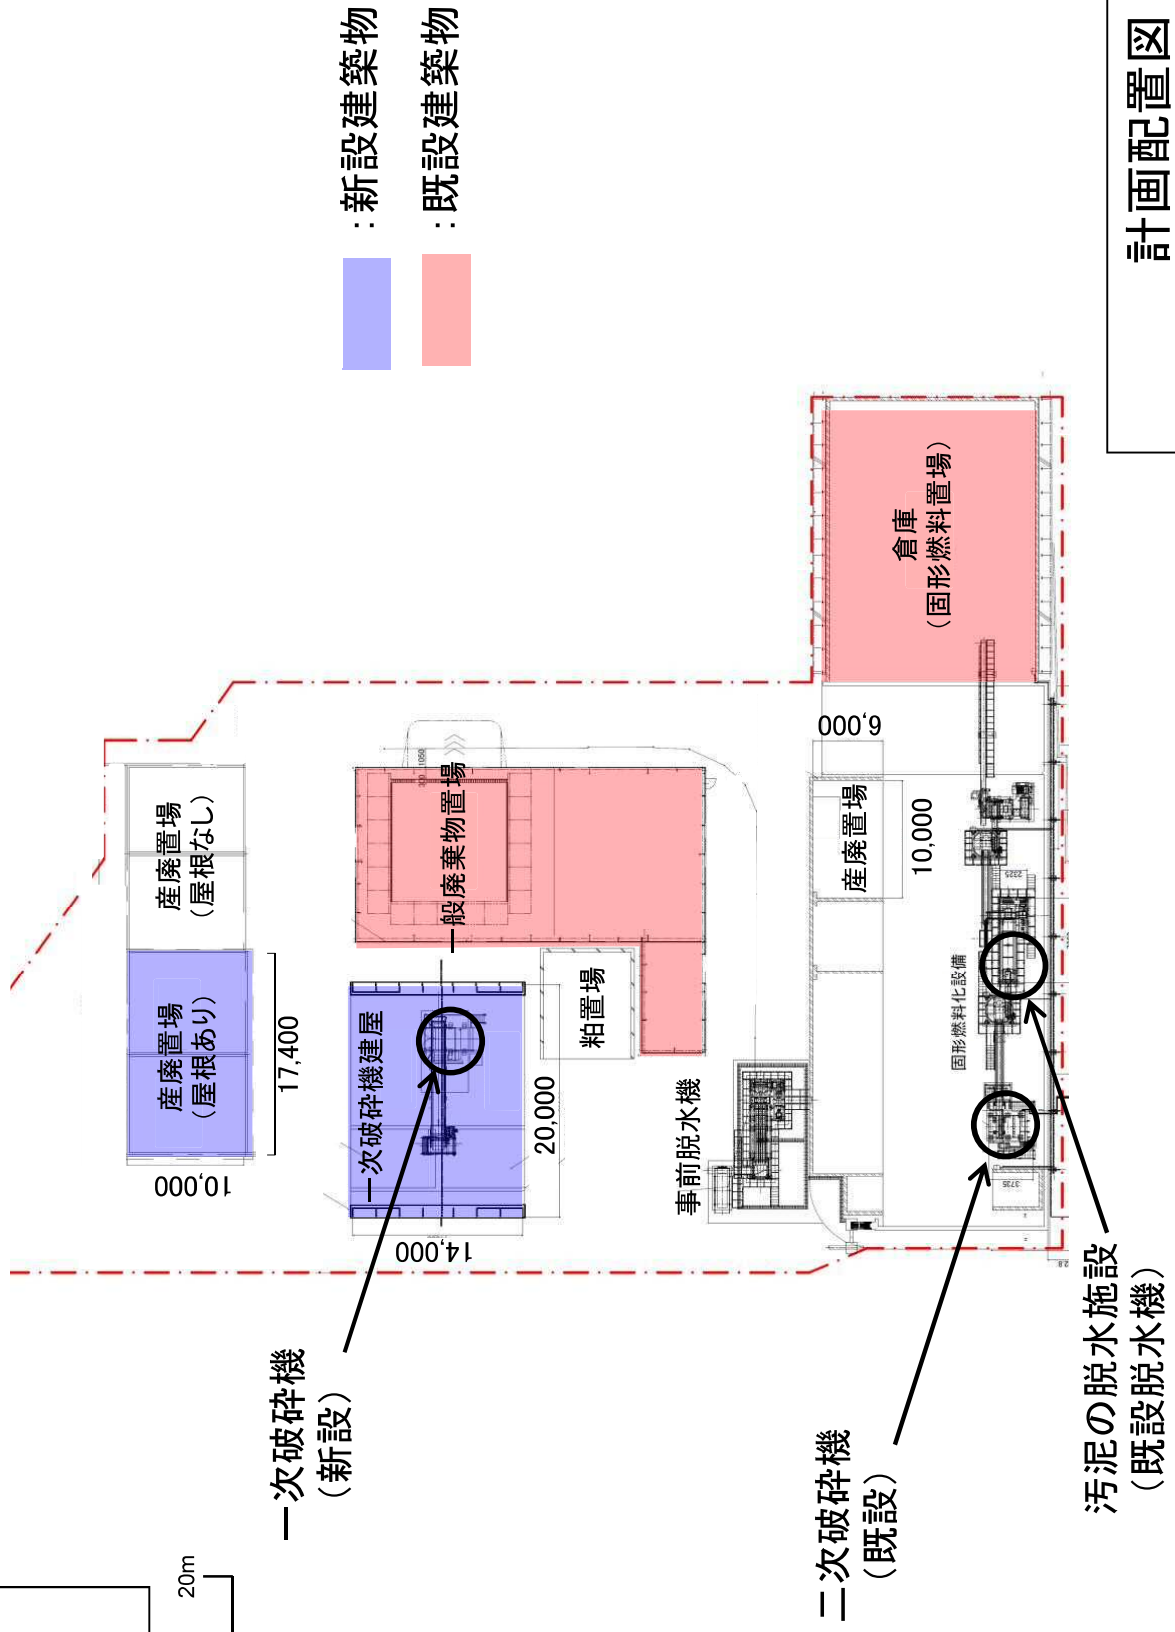 計画配置図
：新設建築物
：既設建築物
産廃置場
（屋根なし）
産廃置場
（屋根あり）
17,400
10,000
一般廃棄物置場
300
1050
一次破砕機建屋
20,000
14,000
粕置場
一次破砕機
（新設）
事前脱水機
倉庫
（固形燃料置場）
6,000
産廃置場
10,000
固形燃料化設備
2325
3735
二次破砕機
（既設）
汚泥の脱水施設
（既設脱水機）
20m